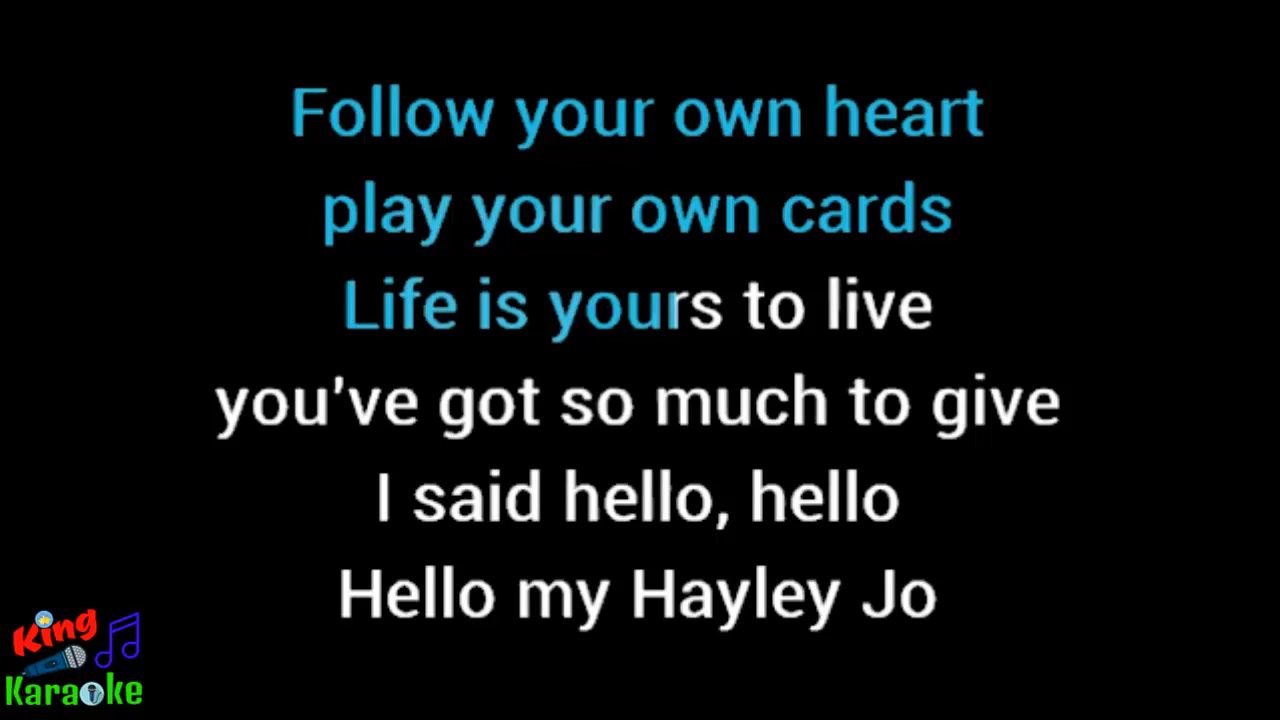 Follow your own heart
play your own cards
Life is yours to live
you've got so much to give
I said hello, hello
Hello my Hayley Jo
King
Karaoke